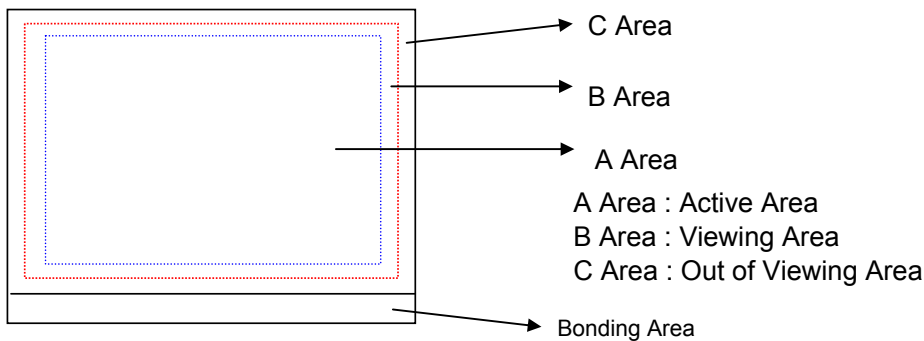 C Area
B Area
A Area
A Area : Active Area
B Area : Viewing Area
C Area : Out of Viewing Area
Bonding Area